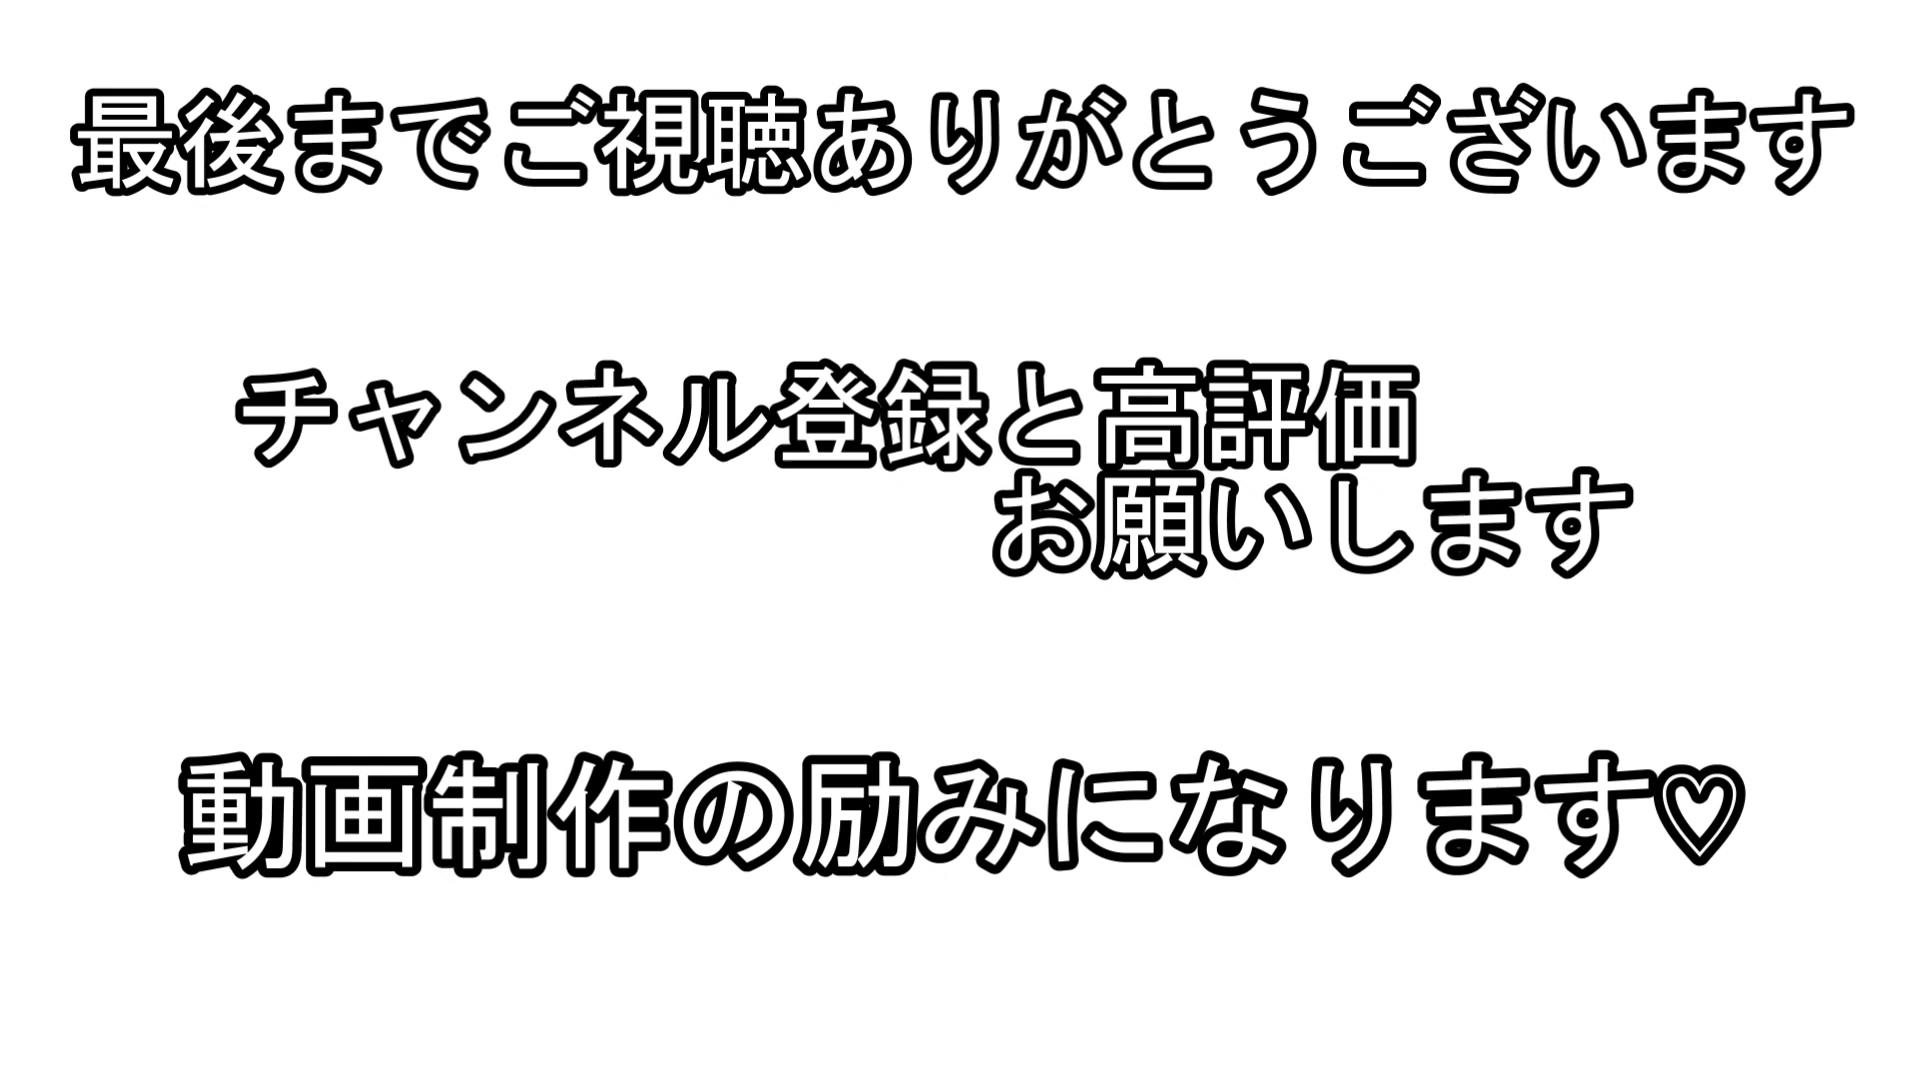 最後までご視聴ありがとうございます
チャンネル登録と高評価
お願いします
動画制作の励みになります♡